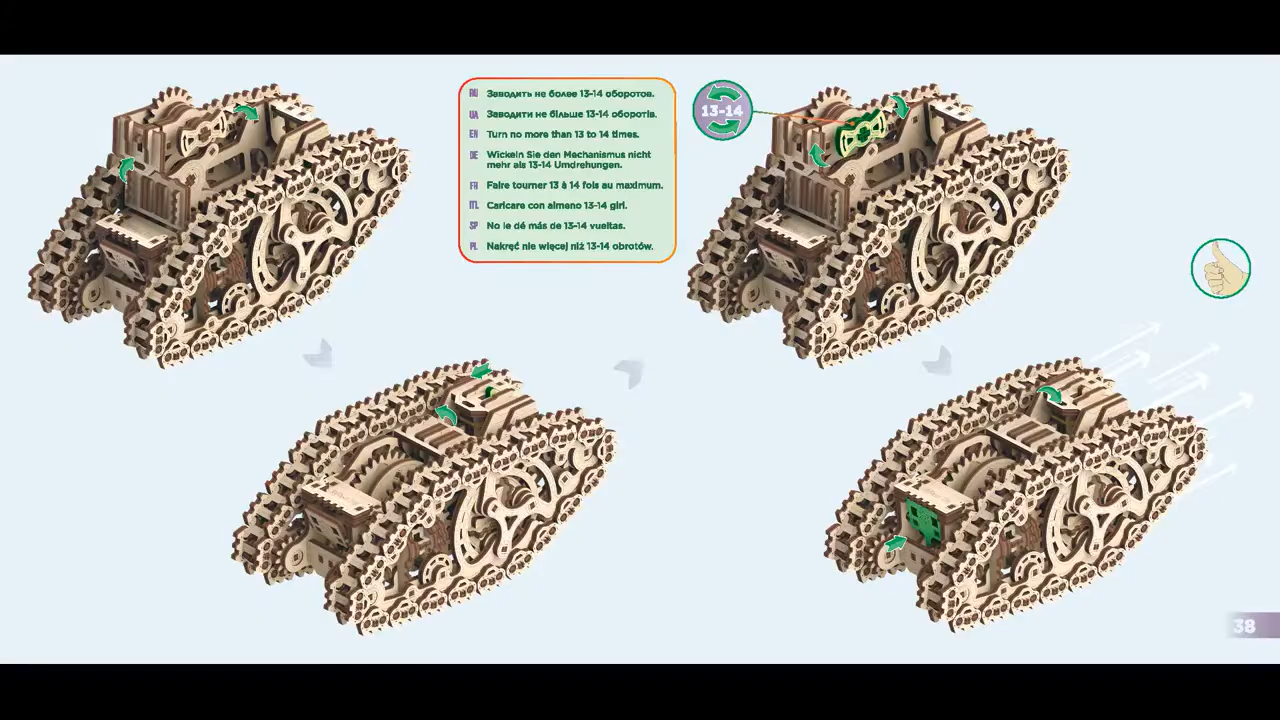 RU Заводить не более 13-14 оборотов.
UA Заводити не більше 13-14 оборотів.
EN Turn no more than 13 to 14 times.
DE Wickeln Sie den Mechanismus nicht
mehr als 13-14 Umdrehungen.
FR Faire tourner 13 à 14 fois au maximum.
Caricare con almeno 13-14 giri.
SP No le dé más de 13-14 vueltas.
PL Nakręć nie więcej niż 13-14 obrotów.
13-14
38